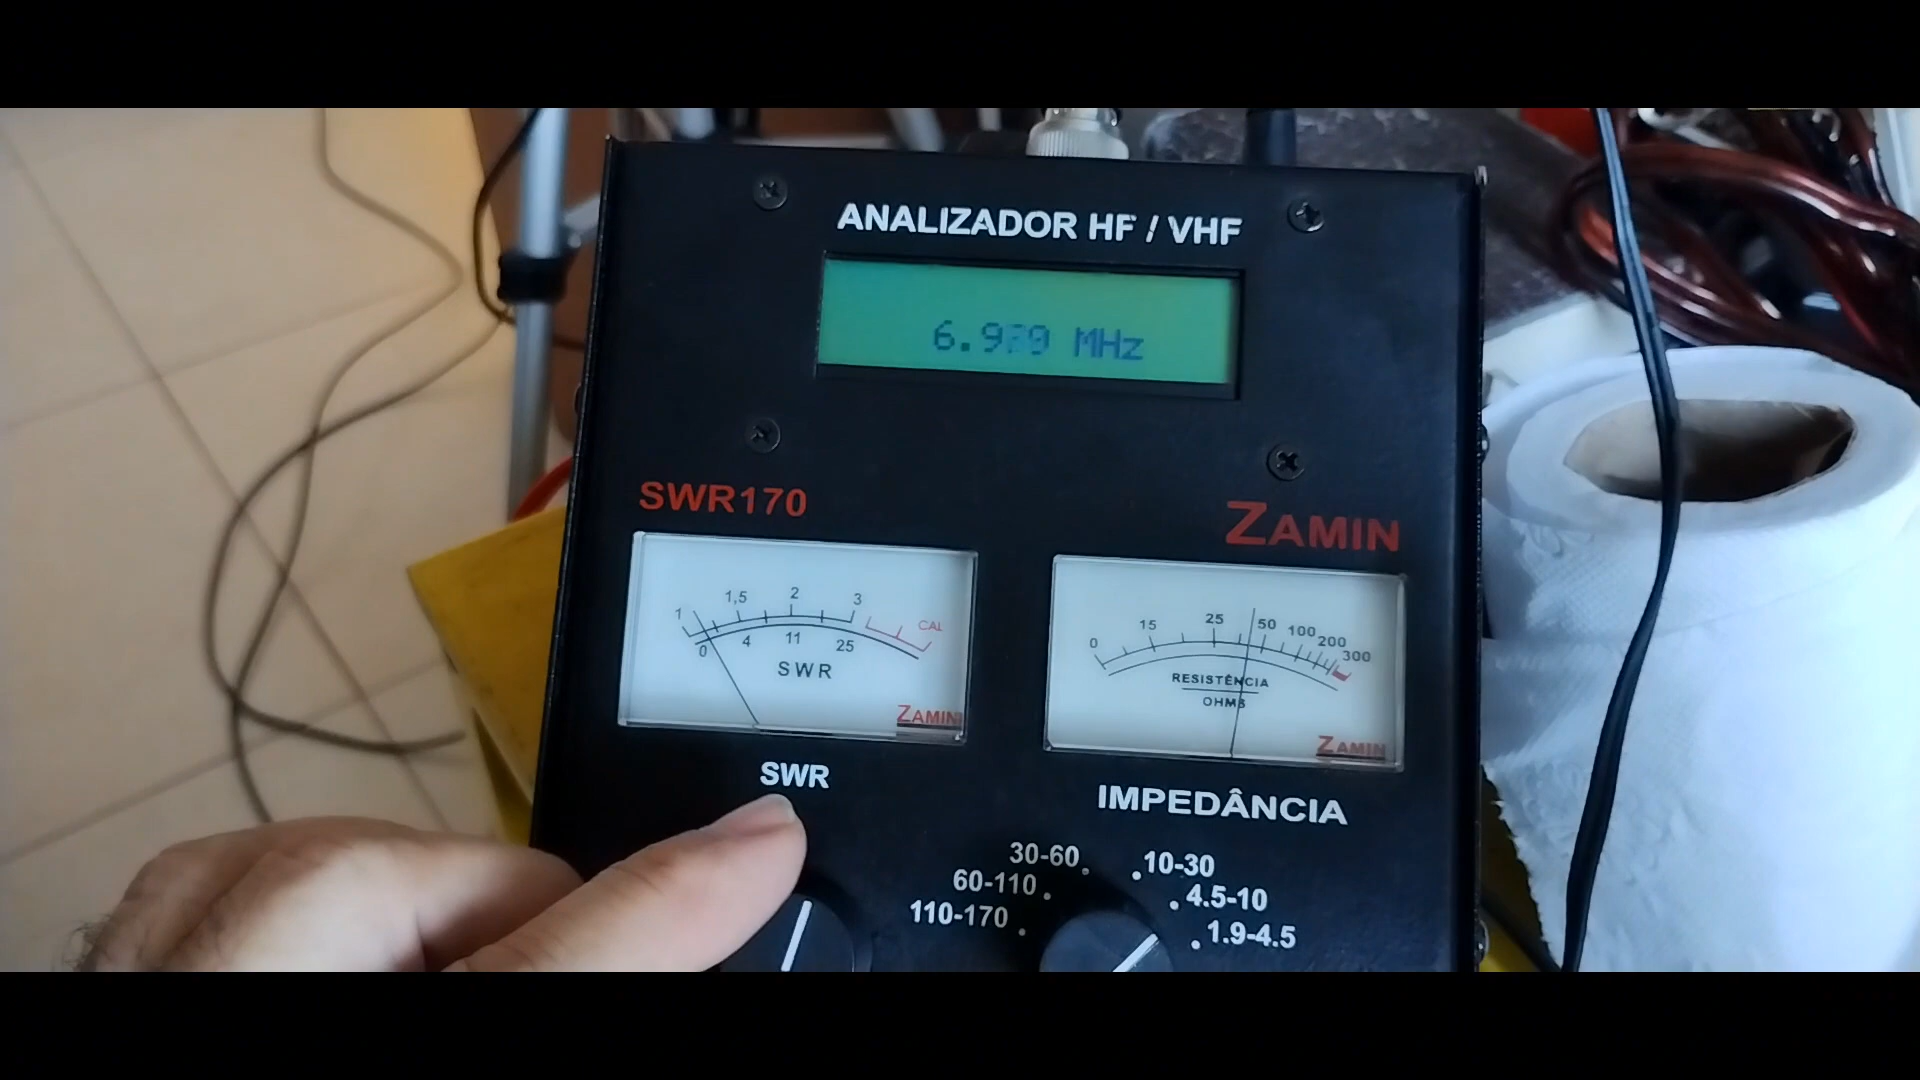 ANALIZADOR HF / VHF
MHz
SWR170
ZAMIN
1 1,5 2 3 CAL
0 4 11 25
SWR
ZAMIN
0 15 25 50 100 200 300
RESISTÊNCIA
OHMS
ZAMIN
SWR
IMPEDÂNCIA
30-60 10-30
60-110 4.5-10
110-170 1.9-4.5